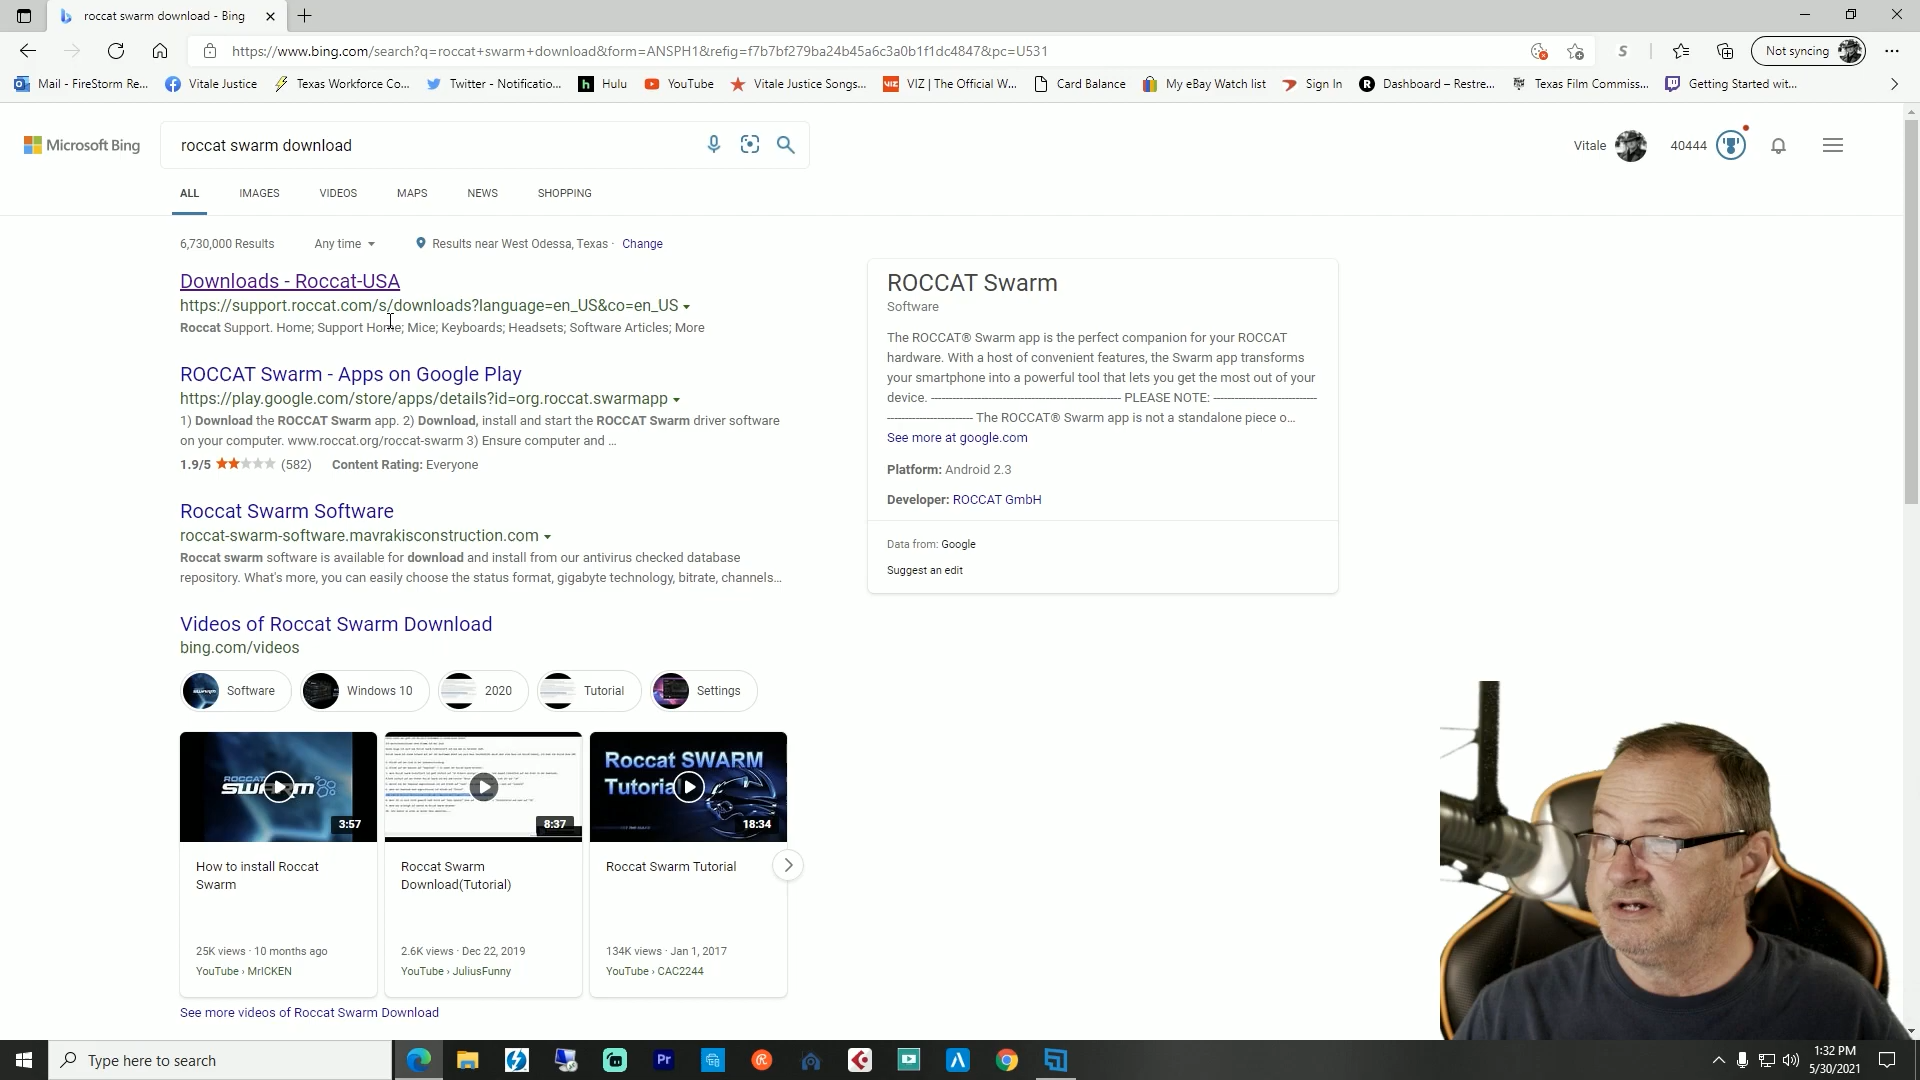 roccat swarm download - Bing
https://www.bing.com/search?q=roccat+swarm+download&form=ANSPH1&refig=f7b7bf279ba24b45a6c3a0b1f1dc4847&pc=U531
Not syncing
Mail - FireStorm Re...
Vitale Justice
Texas Workforce Co...
Twitter - Notificatio...
Hulu
YouTube
Vitale Justice Songs...
VIZ | The Official W...
Card Balance
My eBay Watch list
Sign In
Dashboard – Restre...
Texas Film Commiss...
Getting Started wit...
Microsoft Bing
roccat swarm download
Vitale
40444
ALL IMAGES VIDEOS MAPS NEWS SHOPPING
6,730,000 Results Any time Results near West Odessa, Texas · Change
Downloads - Roccat-USA
https://support.roccat.com/s/downloads?language=en_US&co=en_US
Roccat Support. Home; Support Home; Mice; Keyboards; Headsets; Software Articles; More
ROCCAT Swarm - Apps on Google Play
https://play.google.com/store/apps/details?id=org.roccat.swarmapp
1) Download the ROCCAT Swarm app. 2) Download, install and start the ROCCAT Swarm driver software
on your computer. www.roccat.org/roccat-swarm 3) Ensure computer and ...
1.9/5 (582) Content Rating: Everyone
Roccat Swarm Software
roccat-swarm-software.mavrakisconstruction.com
Roccat swarm software is available for download and install from our antivirus checked database
repository. What's more, you can easily choose the status format, gigabyte technology, bitrate, channels...
Videos of Roccat Swarm Download
bing.com/videos
Software
Windows 10
2020
Tutorial
Settings
ROCCAT
SWARM
3:57
8:37
Roccat SWARM
Tutorial
18:34
How to install Roccat
Swarm
25K views · 10 months ago
YouTube › MrICKEN
Roccat Swarm
Download(Tutorial)
2.6K views · Dec 22, 2019
YouTube › JuliusFunny
Roccat Swarm Tutorial
134K views · Jan 1, 2017
YouTube › CAC2244
See more videos of Roccat Swarm Download
ROCCAT Swarm
Software
The ROCCAT® Swarm app is the perfect companion for your ROCCAT
hardware. With a host of convenient features, the Swarm app transforms
your smartphone into a powerful tool that lets you get the most out of your
device. ---------------------------------------------------- PLEASE NOTE: ----------------------------
----------------------- The ROCCAT® Swarm app is not a standalone piece o...
See more at google.com
Platform: Android 2.3
Developer: ROCCAT GmbH
Data from: Google
Suggest an edit
Type here to search
Pr
1:32 PM
5/30/2021